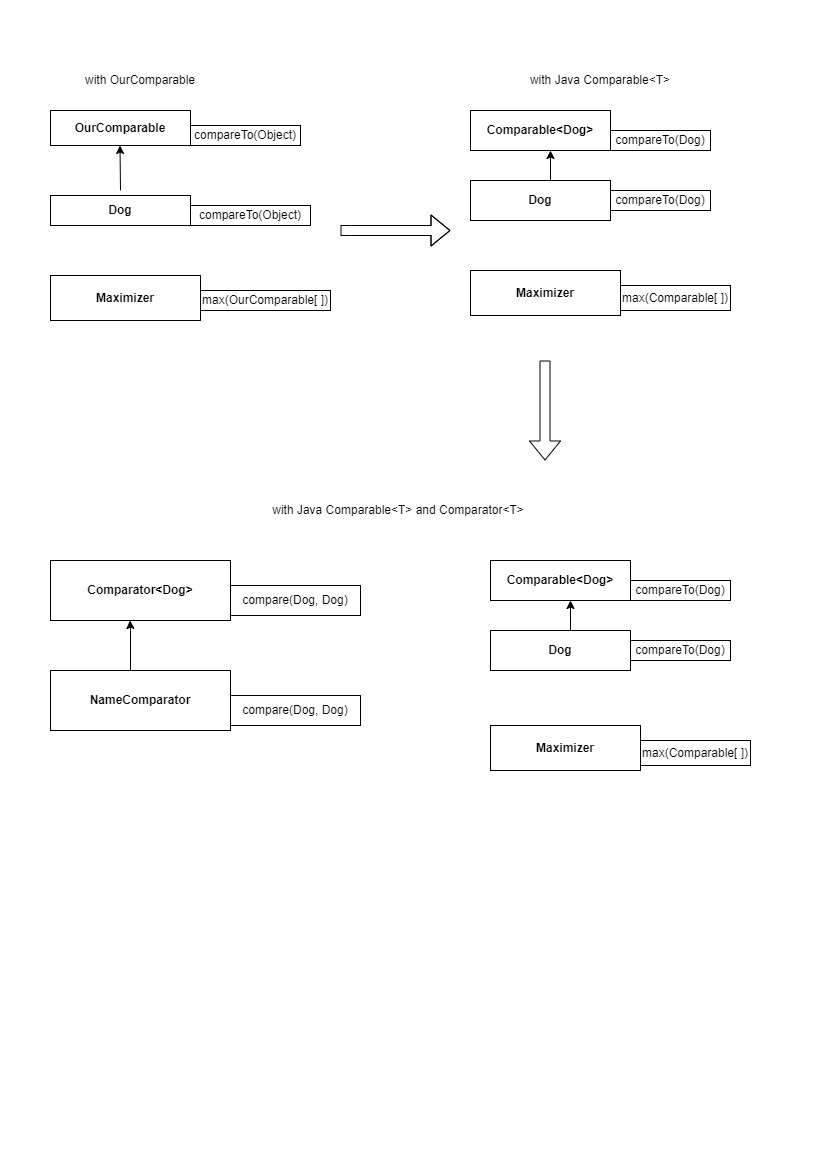 with OurComparable
OurComparable
compareTo(Object)
Dog
compareTo(Object)
Maximizer
max(OurComparable[ ])
with Java Comparable<T>
Comparable<Dog>
compareTo(Dog)
Dog
compareTo(Dog)
Maximizer
max(Comparable[ ])
with Java Comparable<T> and Comparator<T>
Comparator<Dog>
compare(Dog, Dog)
NameComparator
compare(Dog, Dog)
Comparable<Dog>
compareTo(Dog)
Dog
compareTo(Dog)
Maximizer
max(Comparable[ ])